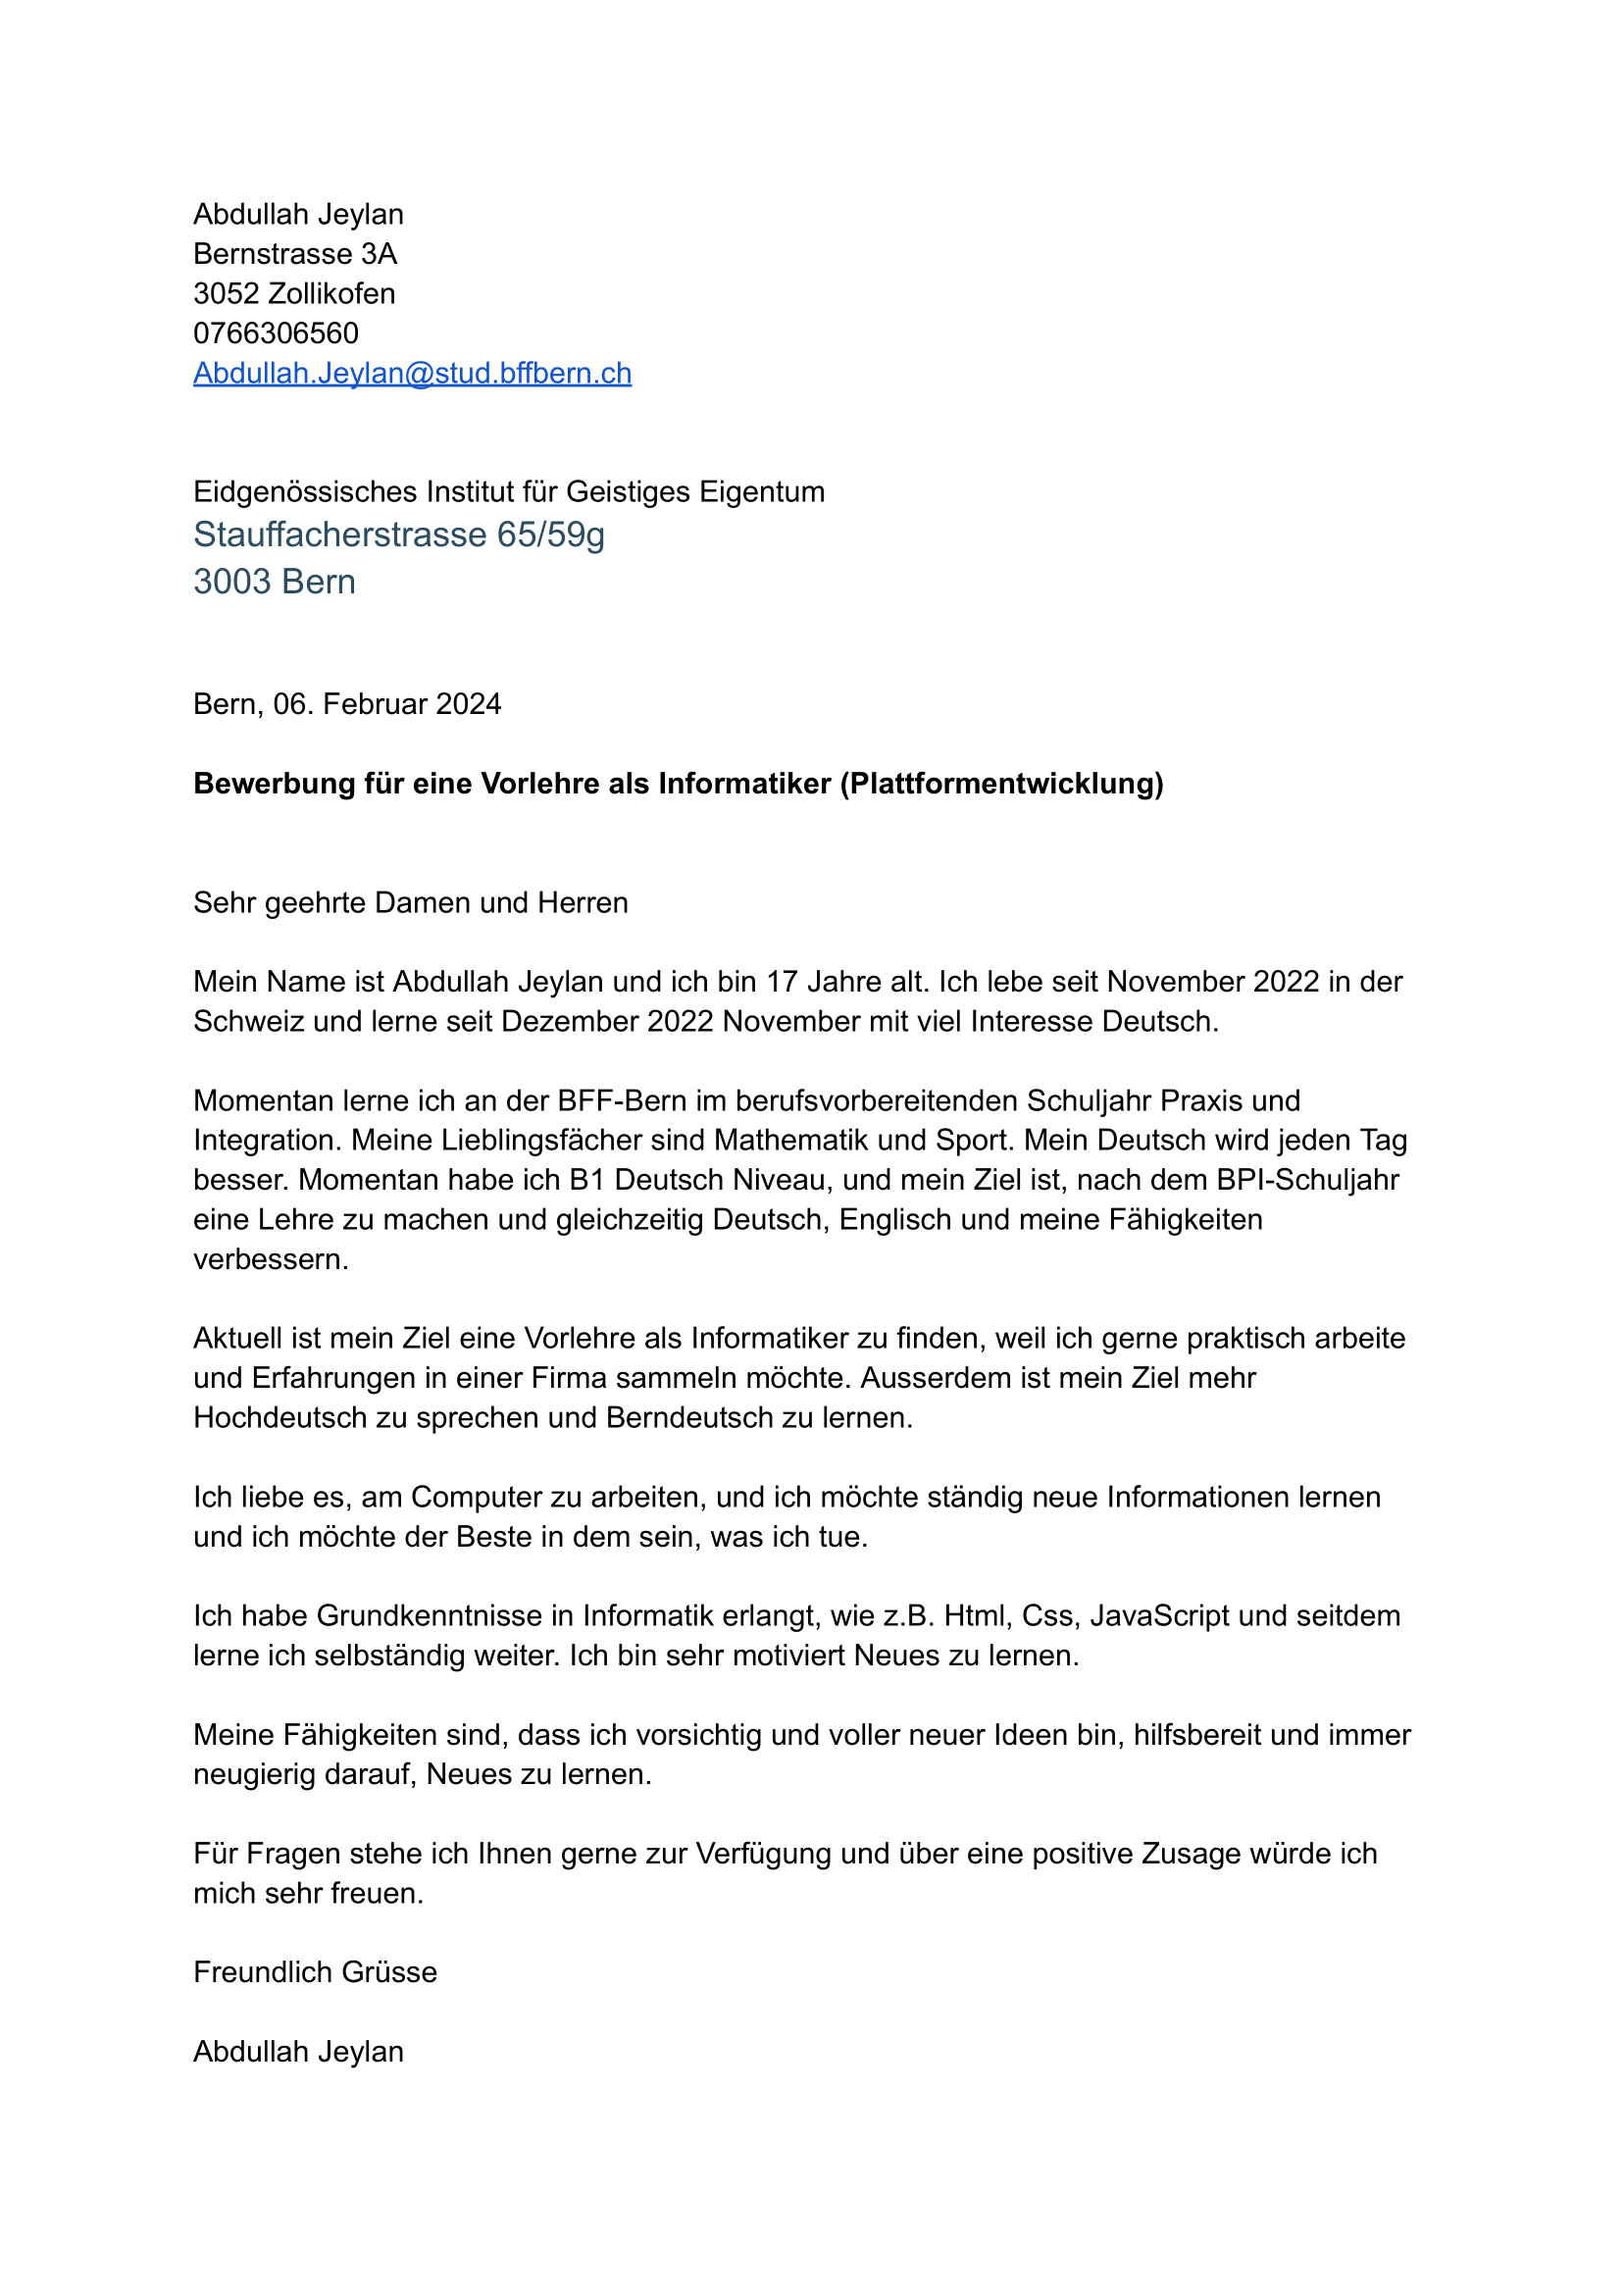 Abdullah Jeylan
Bernstrasse 3A
3052 Zollikofen
0766306560
Abdullah.Jeylan@stud.bffbern.ch
Eidgenössisches Institut für Geistiges Eigentum
Stauffacherstrasse 65/59g
3003 Bern
Bern, 06. Februar 2024
Bewerbung für eine Vorlehre als Informatiker (Plattformentwicklung)
Sehr geehrte Damen und Herren
Mein Name ist Abdullah Jeylan und ich bin 17 Jahre alt. Ich lebe seit November 2022 in der
Schweiz und lerne seit Dezember 2022 November mit viel Interesse Deutsch.
Momentan lerne ich an der BFF-Bern im berufsvorbereitenden Schuljahr Praxis und
Integration. Meine Lieblingsfächer sind Mathematik und Sport. Mein Deutsch wird jeden Tag
besser. Momentan habe ich B1 Deutsch Niveau, und mein Ziel ist, nach dem BPI-Schuljahr
eine Lehre zu machen und gleichzeitig Deutsch, Englisch und meine Fähigkeiten
verbessern.
Aktuell ist mein Ziel eine Vorlehre als Informatiker zu finden, weil ich gerne praktisch arbeite
und Erfahrungen in einer Firma sammeln möchte. Ausserdem ist mein Ziel mehr
Hochdeutsch zu sprechen und Berndeutsch zu lernen.
Ich liebe es, am Computer zu arbeiten, und ich möchte ständig neue Informationen lernen
und ich möchte der Beste in dem sein, was ich tue.
Ich habe Grundkenntnisse in Informatik erlangt, wie z.B. Html, Css, JavaScript und seitdem
lerne ich selbständig weiter. Ich bin sehr motiviert Neues zu lernen.
Meine Fähigkeiten sind, dass ich vorsichtig und voller neuer Ideen bin, hilfsbereit und immer
neugierig darauf, Neues zu lernen.
Für Fragen stehe ich Ihnen gerne zur Verfügung und über eine positive Zusage würde ich
mich sehr freuen.
Freundlich Grüsse
Abdullah Jeylan